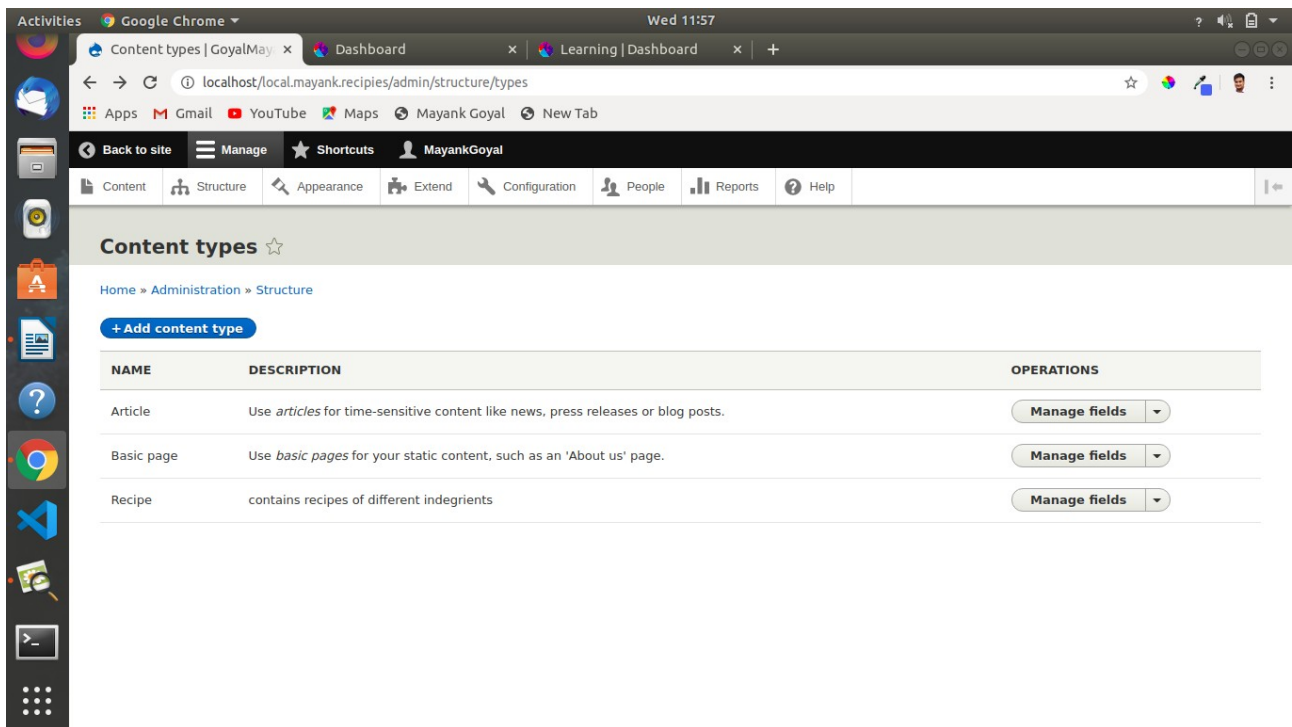 Activities Google Chrome Wed 11:57 ?
Content types | GoyalMay Dashboard Learning | Dashboard
localhost/local.mayank.recipies/admin/structure/types
Apps Gmail YouTube Maps Mayank Goyal New Tab
Back to site Manage Shortcuts MayankGoyal
Content Structure Appearance Extend Configuration People Reports Help
Content types
Home » Administration » Structure
+ Add content type
NAME DESCRIPTION OPERATIONS
Article Use articles for time-sensitive content like news, press releases or blog posts. Manage fields
Basic page Use basic pages for your static content, such as an 'About us' page. Manage fields
Recipe contains recipes of different indegrients Manage fields